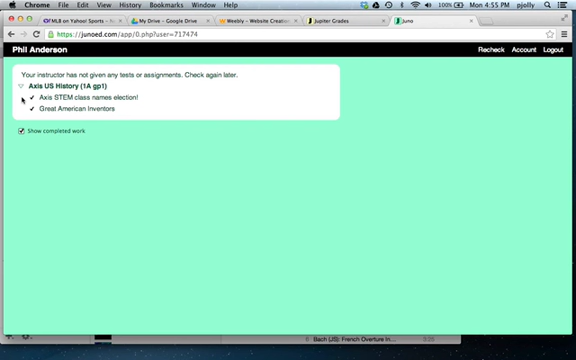 Chrome File Edit View History Bookmarks Window Help
100% Mon 4:55 PM pjolly
MLB on Yahoo! Sports - N
My Drive - Google Drive
Weebly - Website Creation
Jupiter Grades
Juno
https://junoed.com/app/0.php?user=717474
Phil Anderson
Recheck Account Logout
Your instructor has not given any tests or assignments. Check again later.
Axis US History (1A gp1)
Axis STEM class names election!
Great American Inventors
Show completed work
Bach (JS): French Overture In...